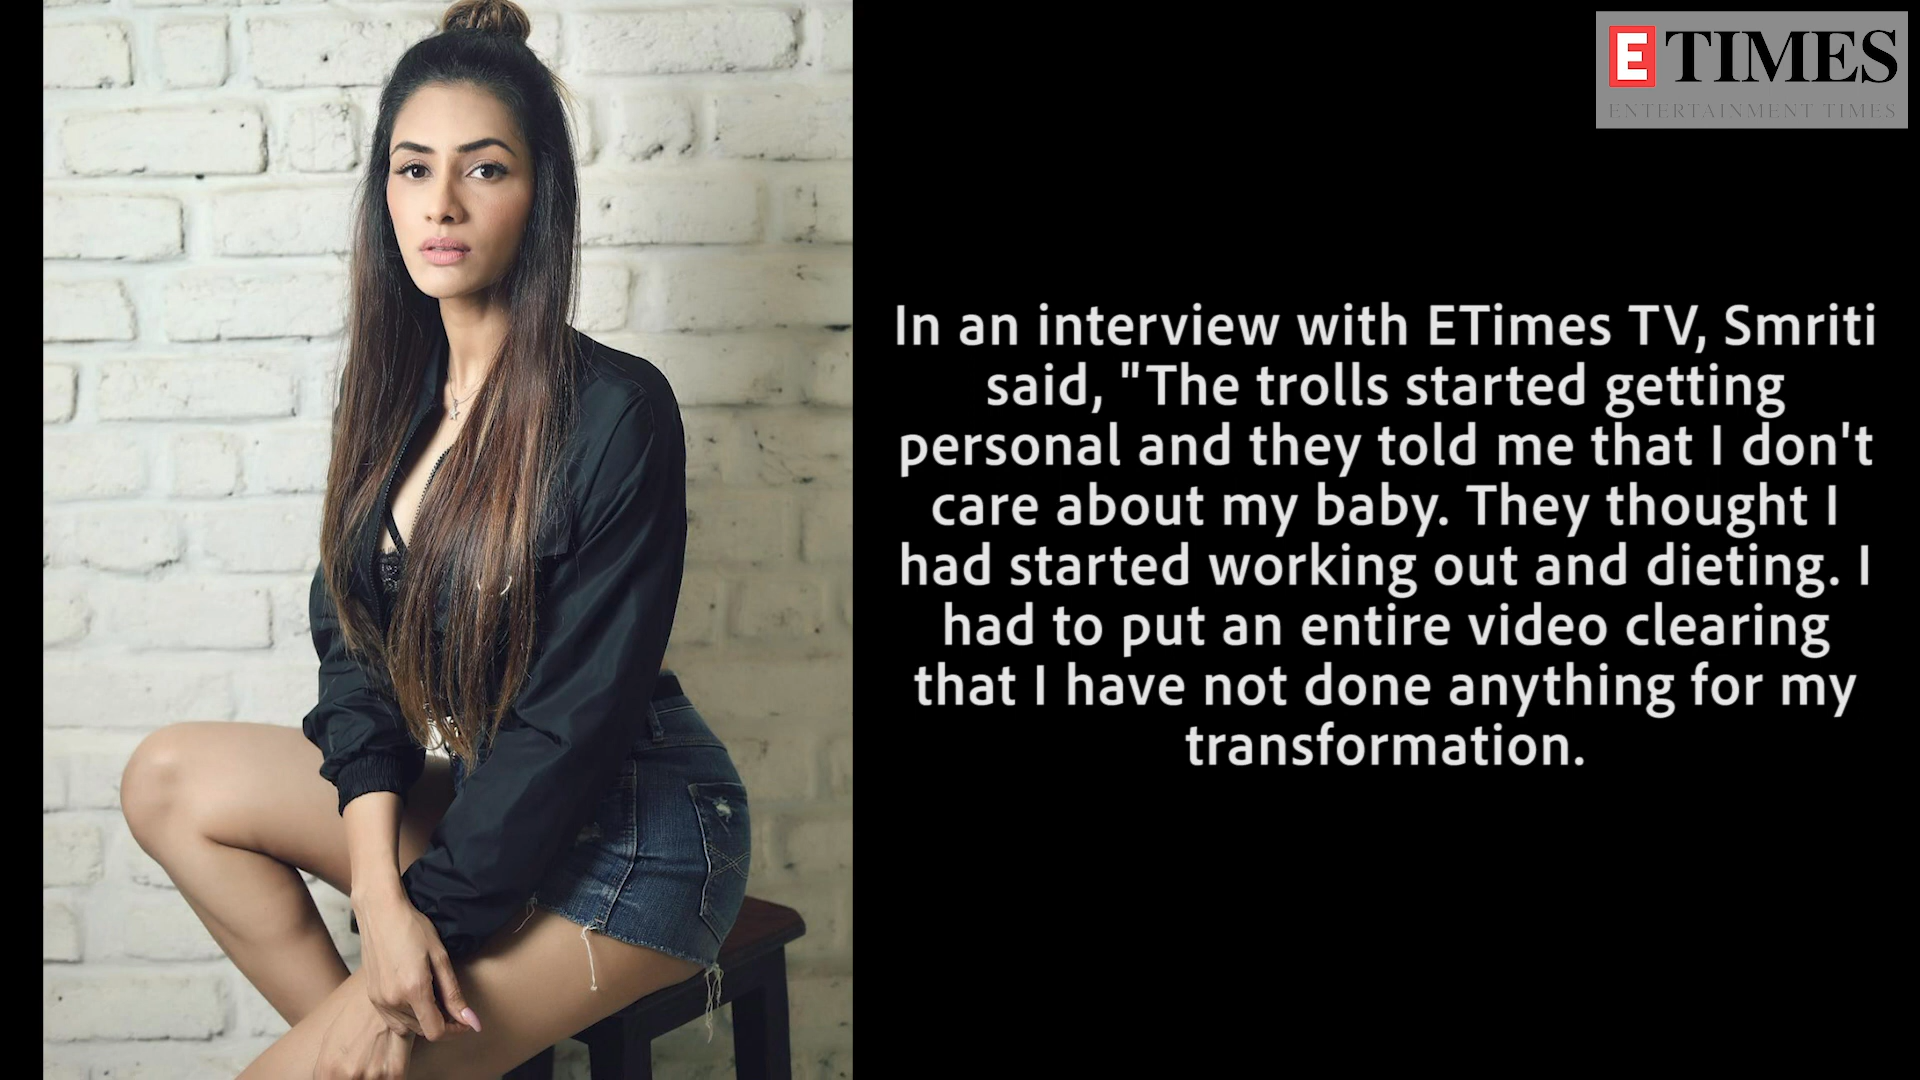 E TIMES
ENTERTAINMENT TIMES
In an interview with ETimes TV, Smriti
said, "The trolls started getting
personal and they told me that I don't
care about my baby. They thought I
had started working out and dieting. I
had to put an entire video clearing
that I have not done anything for my
transformation.